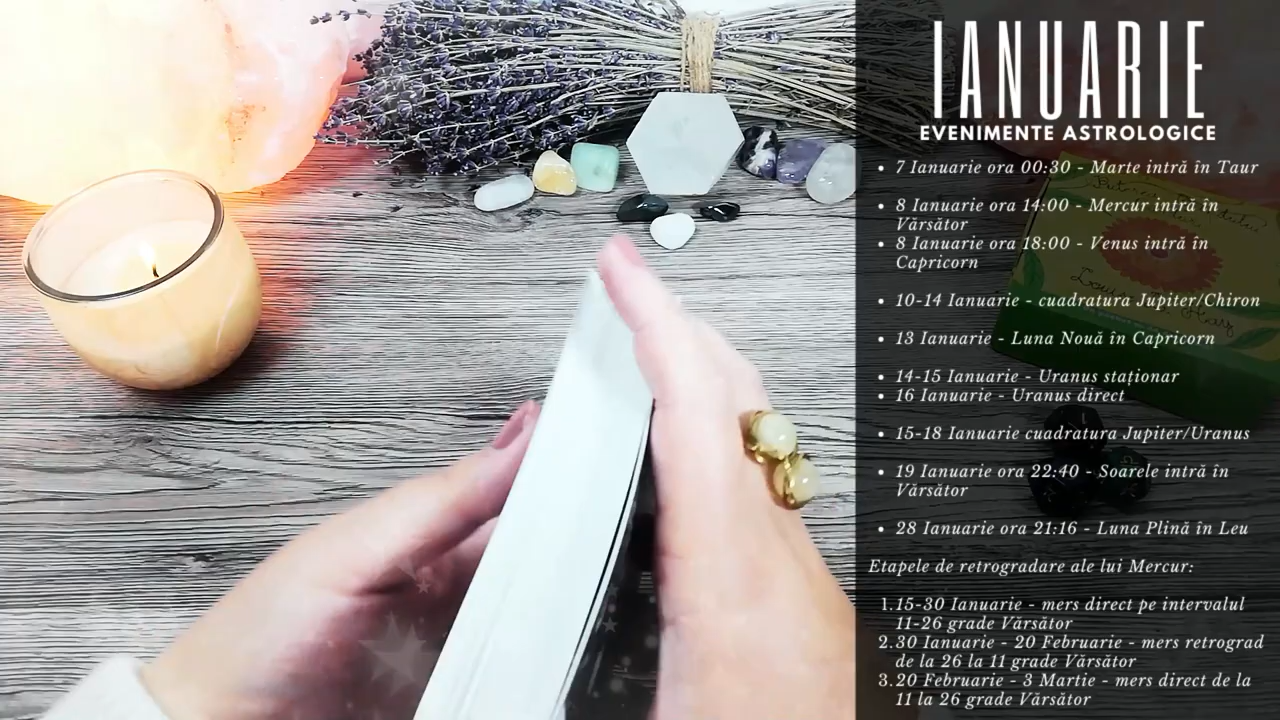 IANUARIE
EVENIMENTE ASTROLOGICE
• 7 Ianuarie ora 00:30 - Marte intră în Taur
• 8 Ianuarie ora 14:00 - Mercur intră în
Vărsător
• 8 Ianuarie ora 18:00 - Venus intră în
Capricorn
• 10-14 Ianuarie - cuadratura Jupiter/Chiron
• 13 Ianuarie - Luna Nouă în Capricorn
• 14-15 Ianuarie - Uranus staționar
• 16 Ianuarie - Uranus direct
• 15-18 Ianuarie cuadratura Jupiter/Uranus
• 19 Ianuarie ora 22:40 - Soarele intră în
Vărsător
• 28 Ianuarie ora 21:16 - Luna Plină în Leu
Etapele de retrogradare ale lui Mercur:
1. 15-30 Ianuarie - mers direct pe intervalul
11-26 grade Vărsător
2. 30 Ianuarie - 20 Februarie - mers retrograd
de la 26 la 11 grade Vărsător
3. 20 Februarie - 3 Martie - mers direct de la
11 la 26 grade Vărsător